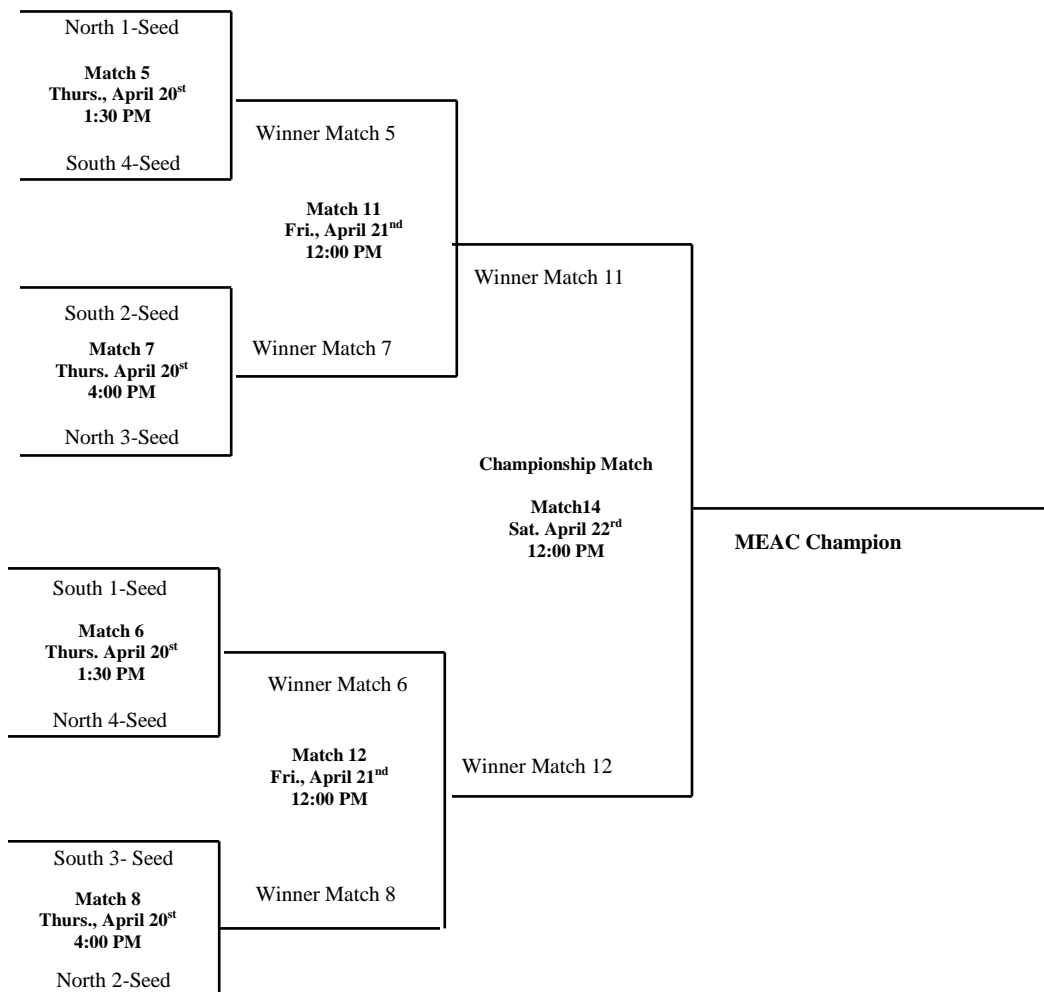 North 1-Seed
Match 5
Thurs., April 20st
1:30 PM
South 4-Seed
Winner Match 5
Match 11
Fri., April 21nd
12:00 PM
South 2-Seed
Match 7
Thurs. April 20st
4:00 PM
North 3-Seed
Winner Match 7
Winner Match 11
Championship Match
Match14
Sat. April 22rd
12:00 PM
MEAC Champion
South 1-Seed
Match 6
Thurs. April 20st
1:30 PM
North 4-Seed
Winner Match 6
Match 12
Fri., April 21nd
12:00 PM
Winner Match 12
South 3- Seed
Match 8
Thurs., April 20st
4:00 PM
North 2-Seed
Winner Match 8